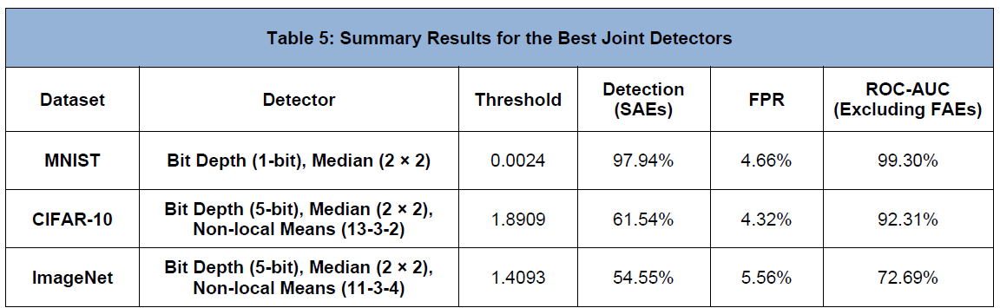 Table 5: Summary Results for the Best Joint Detectors
Dataset Detector Threshold Detection (SAEs) FPR ROC-AUC (Excluding FAEs)
MNIST Bit Depth (1-bit), Median (2 × 2) 0.0024 97.94% 4.66% 99.30%
CIFAR-10 Bit Depth (5-bit), Median (2 × 2), Non-local Means (13-3-2) 1.8909 61.54% 4.32% 92.31%
ImageNet Bit Depth (5-bit), Median (2 × 2), Non-local Means (11-3-4) 1.4093 54.55% 5.56% 72.69%